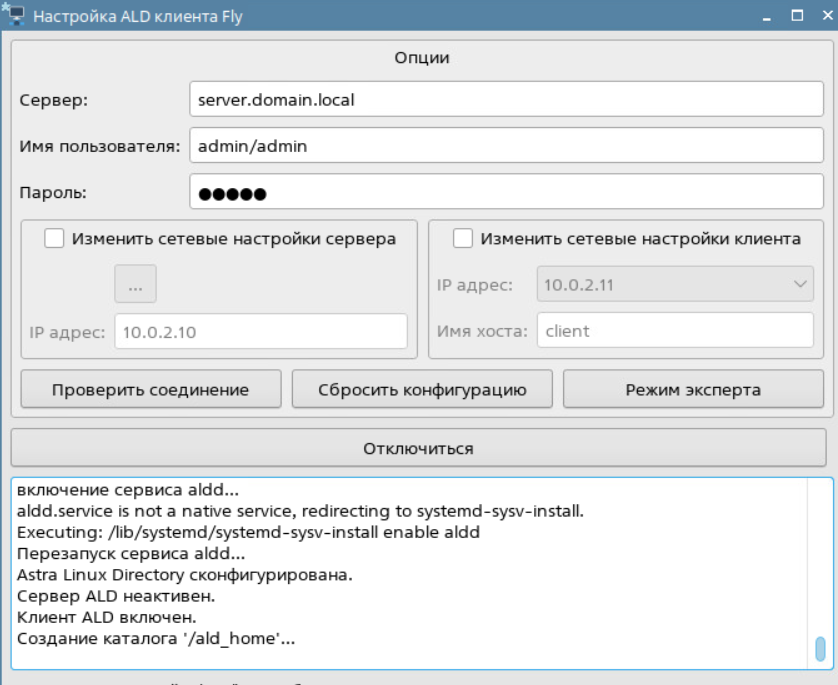 Настройка ALD клиента Fly
Опции
Сервер: server.domain.local
Имя пользователя: admin/admin
Пароль: ●●●●●
Изменить сетевые настройки сервера
...
IP адрес: 10.0.2.10
Изменить сетевые настройки клиента
IP адрес: 10.0.2.11
Имя хоста: client
Проверить соединение
Сбросить конфигурацию
Режим эксперта
Отключиться
включение сервиса aldd...
aldd.service is not a native service, redirecting to systemd-sysv-install.
Executing: /lib/systemd/systemd-sysv-install enable aldd
Перезапуск сервиса aldd...
Astra Linux Directory сконфигурирована.
Сервер ALD неактивен.
Клиент ALD включен.
Создание каталога '/ald_home'...